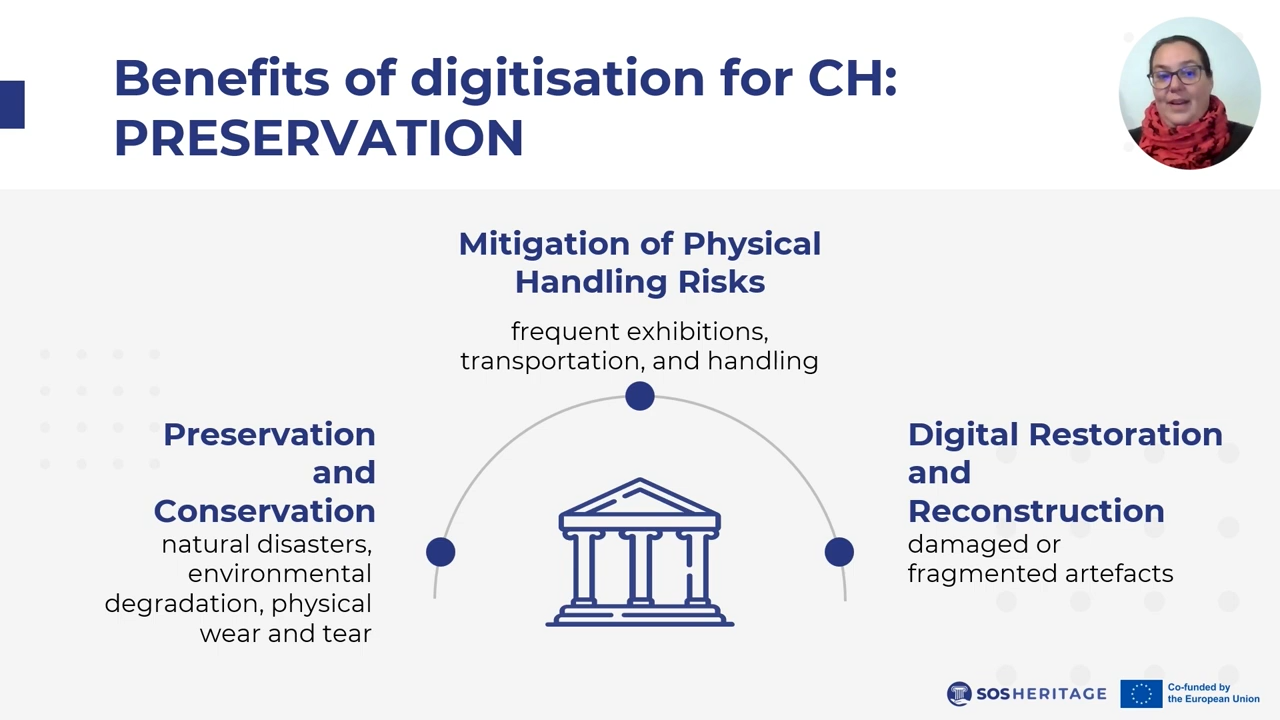 Benefits of digitisation for CH:
PRESERVATION
Mitigation of Physical
Handling Risks
frequent exhibitions,
transportation, and handling
Preservation
and
Conservation
natural disasters,
environmental
degradation, physical
wear and tear
Digital Restoration
and
Reconstruction
damaged or
fragmented artefacts
SOSHERITAGE
Co-funded by
the European Union